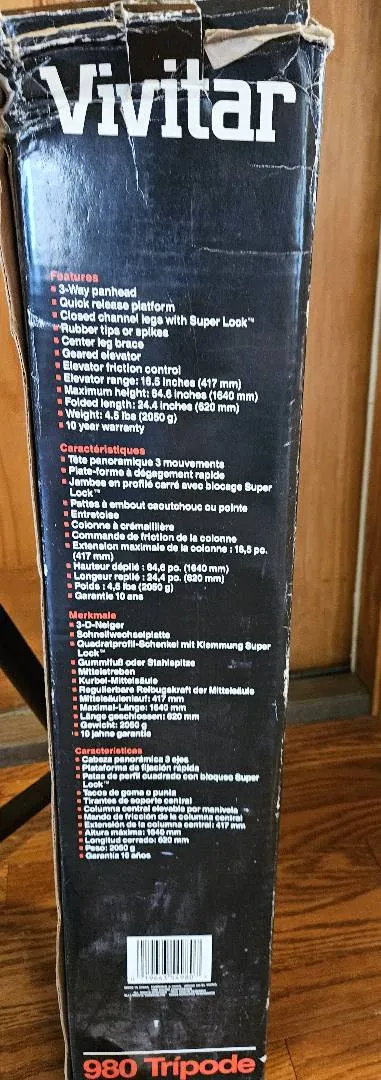 Vivitar
Features
3-Way panhead
Quick release platform
Closed channel legs with Super Lock™
Rubber tips or spikes
Center leg brace
Geared elevator
Elevator friction control
Elevator range: 16,5 inches (417 mm)
Maximum height: 64.6 inches (1640 mm)
Folded length: 24.4 inches (620 mm)
Weight: 4.5 lbs (2050 g)
10 year warranty
Caractéristiques
Tête panoramique 3 mouvements
Plate-forme à dégagement rapide
Jambes en profilé carré avec blocage Super
Lock™
Pattes à embout caoutchouc ou pointe
Entretoise
Colonne à crémaillière
Commande de friction de la colonne
Extension maximale de la colonne : 16,5 po.
(417 mm)
Hauteur déplié : 64,6 po. (1640 mm)
Longeur replié : 24,4 po. (620 mm)
Poids : 4,5 lbs (2050 g)
Garantie 10 ans
Merkmale
3-D-Neiger
Schnellwechselplatte
Quadratprofil-Schenkel mit Klemmung Super
Lock™
Gummifuß oder Stahlspitze
Mittelstreben
Kurbel-Mittelsäule
Regulierbare Reibugskraft der Mittelsäule
Mittelsäulenlauf: 417 mm
Maximal-Länge: 1640 mm
Länge geschlossen: 620 mm
Gewicht: 2050 g
10 jahre garantie
Características
Cabeza panorámica 3 ejes
Plataforma de fijación rápida
Patas de perfil cuadrado con bloqueo Super
Lock™
Tacos de goma o punta
Tirantes de soporte central
Columna central elevable por manivela
Mando de fricción de la columna central
Extensión de la columna central: 417 mm
Altura máxima: 1640 mm
Longitud cerrado: 620 mm
Peso: 2050 g
Garantía 10 años
980 Trípode